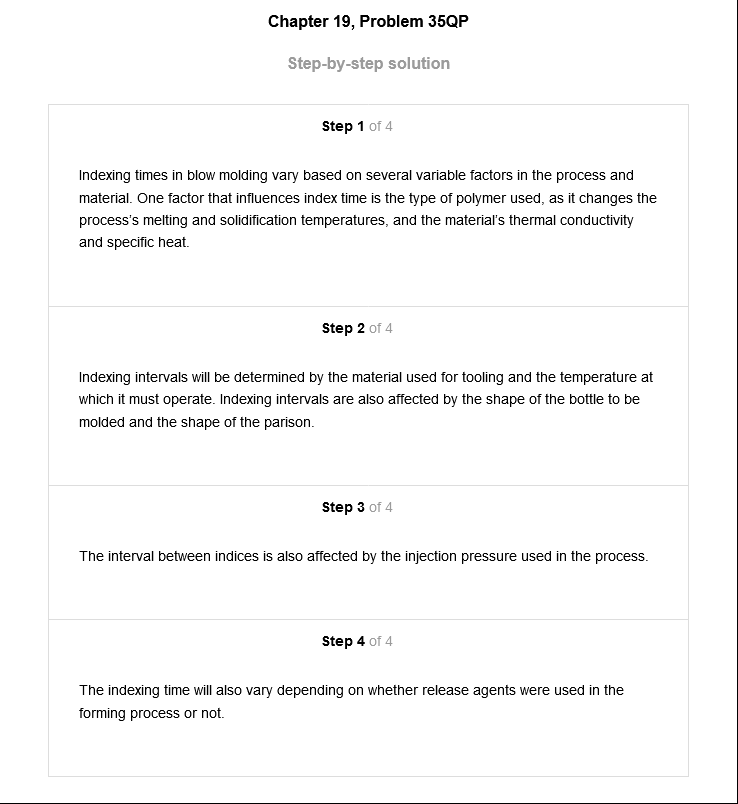 Chapter 19, Problem 35QP
Step-by-step solution
Step 1 of 4
Indexing times in blow molding vary based on several variable factors in the process and
material. One factor that influences index time is the type of polymer used, as it changes the
process’s melting and solidification temperatures, and the material’s thermal conductivity
and specific heat.
Step 2 of 4
Indexing intervals will be determined by the material used for tooling and the temperature at
which it must operate. Indexing intervals are also affected by the shape of the bottle to be
molded and the shape of the parison.
Step 3 of 4
The interval between indices is also affected by the injection pressure used in the process.
Step 4 of 4
The indexing time will also vary depending on whether release agents were used in the
forming process or not.